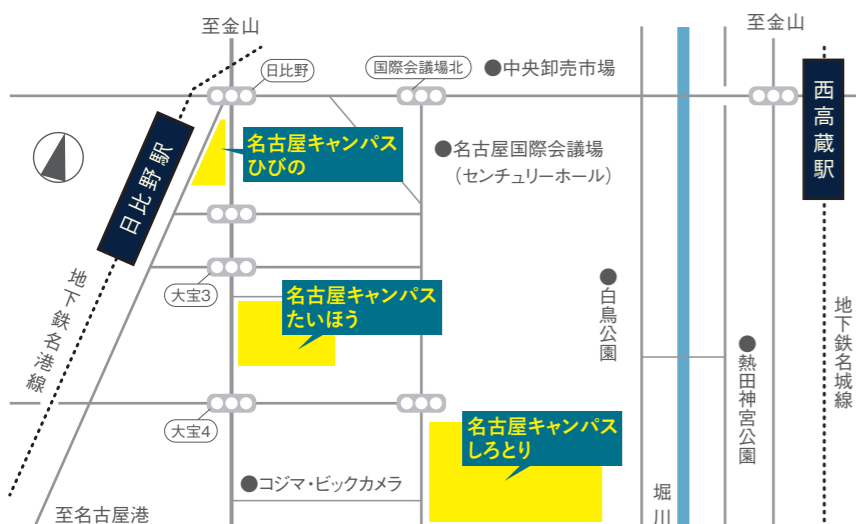 至金山
至金山
日比野
国際会議場北
●中央卸売市場
西高蔵駅
名古屋キャンパス
ひびの
●名古屋国際会議場
（センチュリーホール）
日比野駅
大宝3
名古屋キャンパス
たいほう
●白鳥公園
地下鉄名港線
地下鉄名城線
●熱田神宮公園
大宝4
名古屋キャンパス
しろとり
●コジマ・ビックカメラ
堀川
至名古屋港